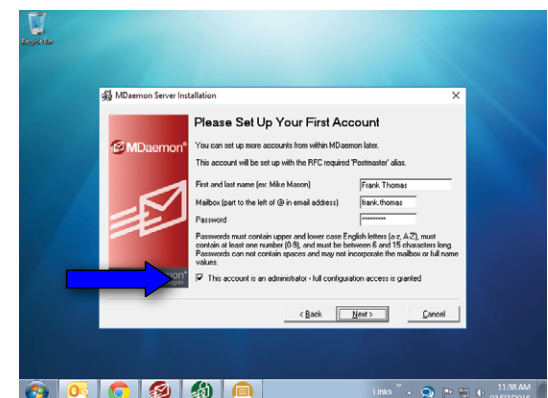 Recycle Bin
MDaemon Server Installation
Please Set Up Your First Account
MDaemon®
You can set up more accounts from within MDaemon later.
This account will be set up with the RFC required 'Postmaster' alias.
First and last name (ex: Mike Mason)
Frank Thomas
Mailbox (part to the left of @ in email address)
frank.thomas
Password
*********
Passwords must contain upper and lower case English letters (a-z, A-Z), must
contain at least one number (0-9), and must be between 6 and 15 characters long.
Passwords can not contain spaces and may not incorporate the mailbox or full name
values.
This account is an administrator - full configuration access is granted
< Back
Next >
Cancel
Links
11:38 AM